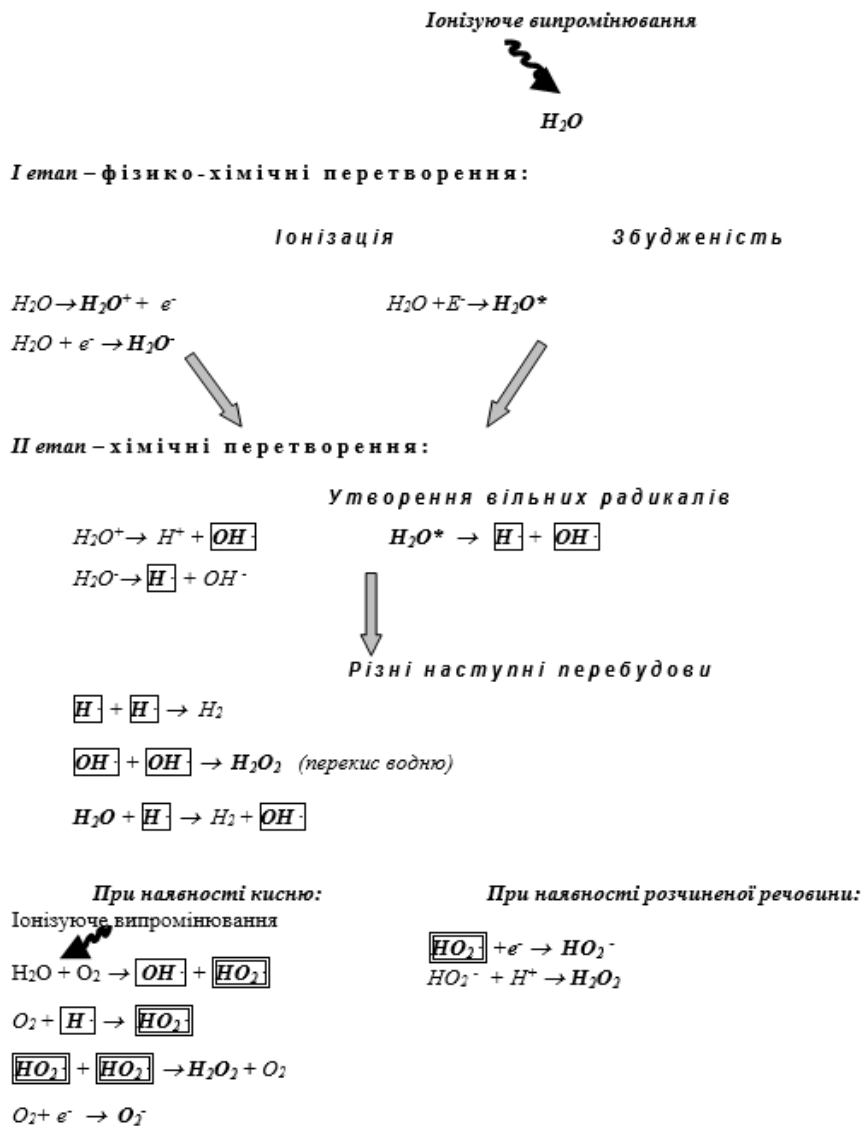 Іонізуюче випромінювання
H₂O
I етап – фізико-хімічні перетворення:
Іонізація Збудженість
H₂O → H₂O⁺ + e⁻ H₂O + E⁻ → H₂O*
H₂O + e⁻ → H₂O⁻
II етап – хімічні перетворення:
Утворення вільних радикалів
H₂O⁺ → H⁺ + OH· H₂O* → H· + OH·
H₂O⁻ → H· + OH⁻
Різні наступні перебудови
H· + H· → H₂
OH· + OH· → H₂O₂ (перекис водню)
H₂O + H· → H₂ + OH·
При наявності кисню: При наявності розчиненої речовини:
Іонізуюче випромінювання
HO₂· + e⁻ → HO₂⁻
H₂O + O₂ → OH· + HO₂·
HO₂⁻ + H⁺ → H₂O₂
O₂ + H· → HO₂·
HO₂· + HO₂· → H₂O₂ + O₂
O₂ + e⁻ → O₂⁻